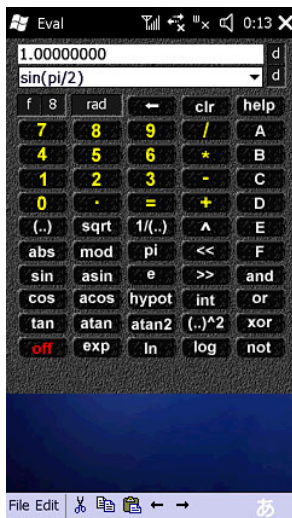 Eval 0:13
1.00000000 d
sin(pi/2) d
f 8 rad ← clr help
7 8 9 / A
4 5 6 * B
1 2 3 - C
0 . = + D
(..) sqrt 1/(..) ^ E
abs mod pi << F
sin asin e >> and
cos acos hypot int or
tan atan atan2 (..)^2 xor
off exp ln log not
File Edit ← → あ